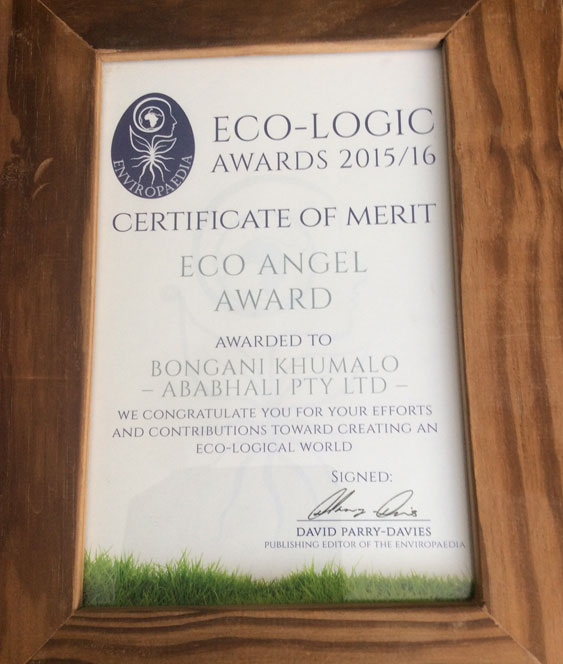 ENVIROPAEDIA
ECO-LOGIC
AWARDS 2015/16
CERTIFICATE OF MERIT
ECO ANGEL
AWARD
AWARDED TO
BONGANI KHUMALO
– ABABHALI PTY LTD –
WE CONGRATULATE YOU FOR YOUR EFFORTS
AND CONTRIBUTIONS TOWARD CREATING AN
ECO-LOGICAL WORLD
SIGNED:
DAVID PARRY-DAVIES
PUBLISHING EDITOR OF THE ENVIROPAEDIA